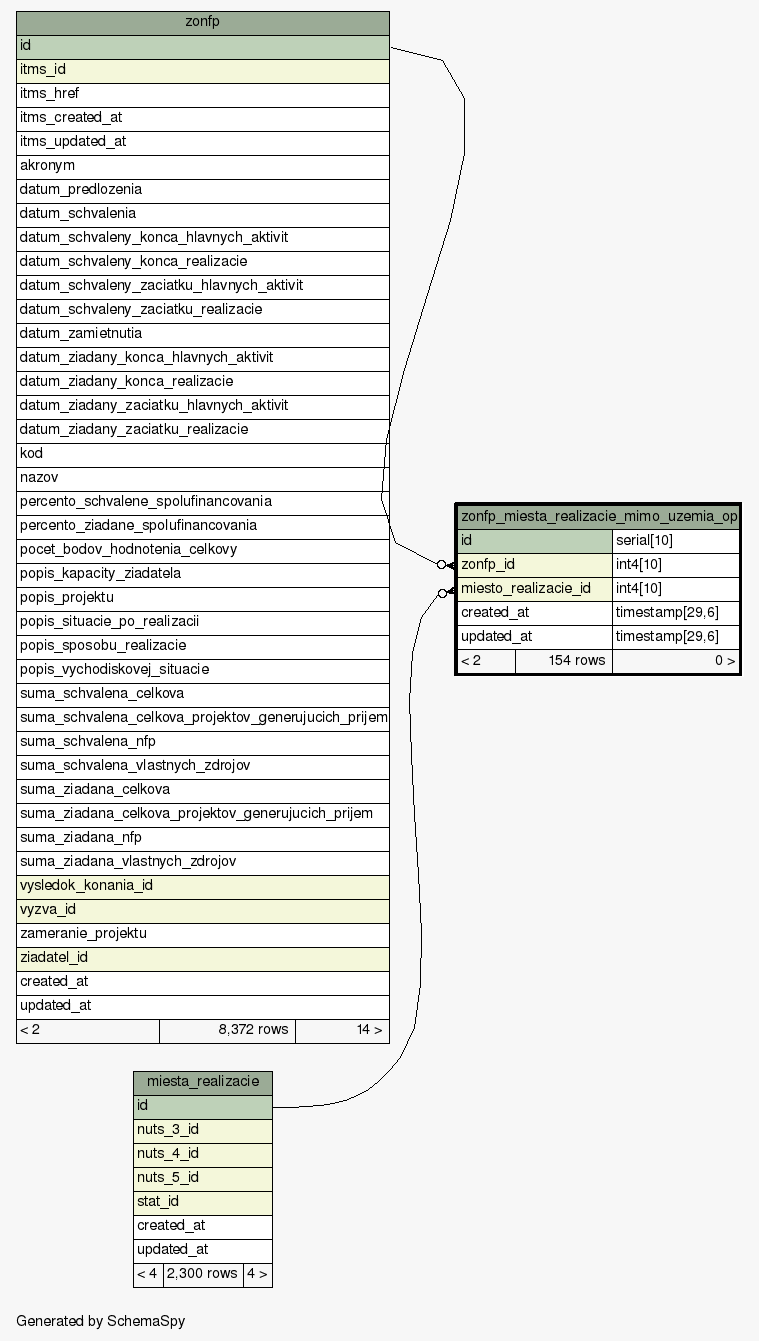 zonfp
id
itms_id
itms_href
itms_created_at
itms_updated_at
akronym
datum_predlozenia
datum_schvalenia
datum_schvaleny_konca_hlavnych_aktivit
datum_schvaleny_konca_realizacie
datum_schvaleny_zaciatku_hlavnych_aktivit
datum_schvaleny_zaciatku_realizacie
datum_zamietnutia
datum_ziadany_konca_hlavnych_aktivit
datum_ziadany_konca_realizacie
datum_ziadany_zaciatku_hlavnych_aktivit
datum_ziadany_zaciatku_realizacie
kod
nazov
percento_schvalene_spolufinancovania
percento_ziadane_spolufinancovania
pocet_bodov_hodnotenia_celkovy
popis_kapacity_ziadatela
popis_projektu
popis_situacie_po_realizacii
popis_sposobu_realizacie
popis_vychodiskovej_situacie
suma_schvalena_celkova
suma_schvalena_celkova_projektov_generujucich_prijem
suma_schvalena_nfp
suma_schvalena_vlastnych_zdrojov
suma_ziadana_celkova
suma_ziadana_celkova_projektov_generujucich_prijem
suma_ziadana_nfp
suma_ziadana_vlastnych_zdrojov
vysledok_konania_id
vyzva_id
zameranie_projektu
ziadatel_id
created_at
updated_at
< 2 8,372 rows 14 >
zonfp_miesta_realizacie_mimo_uzemia_op
id serial[10]
zonfp_id int4[10]
miesto_realizacie_id int4[10]
created_at timestamp[29,6]
updated_at timestamp[29,6]
< 2 154 rows 0 >
miesta_realizacie
id
nuts_3_id
nuts_4_id
nuts_5_id
stat_id
created_at
updated_at
< 4 2,300 rows 4 >
Generated by SchemaSpy